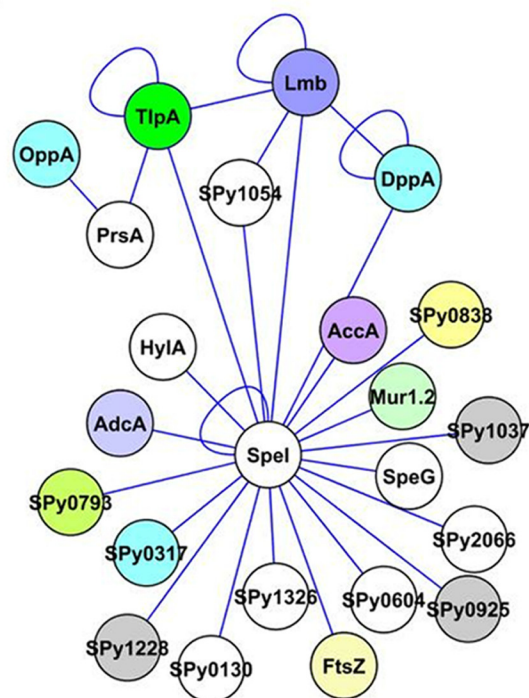 Lmb
TlpA
OppA
DppA
SPy1054
PrsA
SPy0838
AccA
HylA
Mur1.2
AdcA
SPy1037
SpeI
SpeG
SPy0793
SPy2066
SPy0317
SPy1326
SPy0604
SPy0925
SPy1228
SPy0130
FtsZ